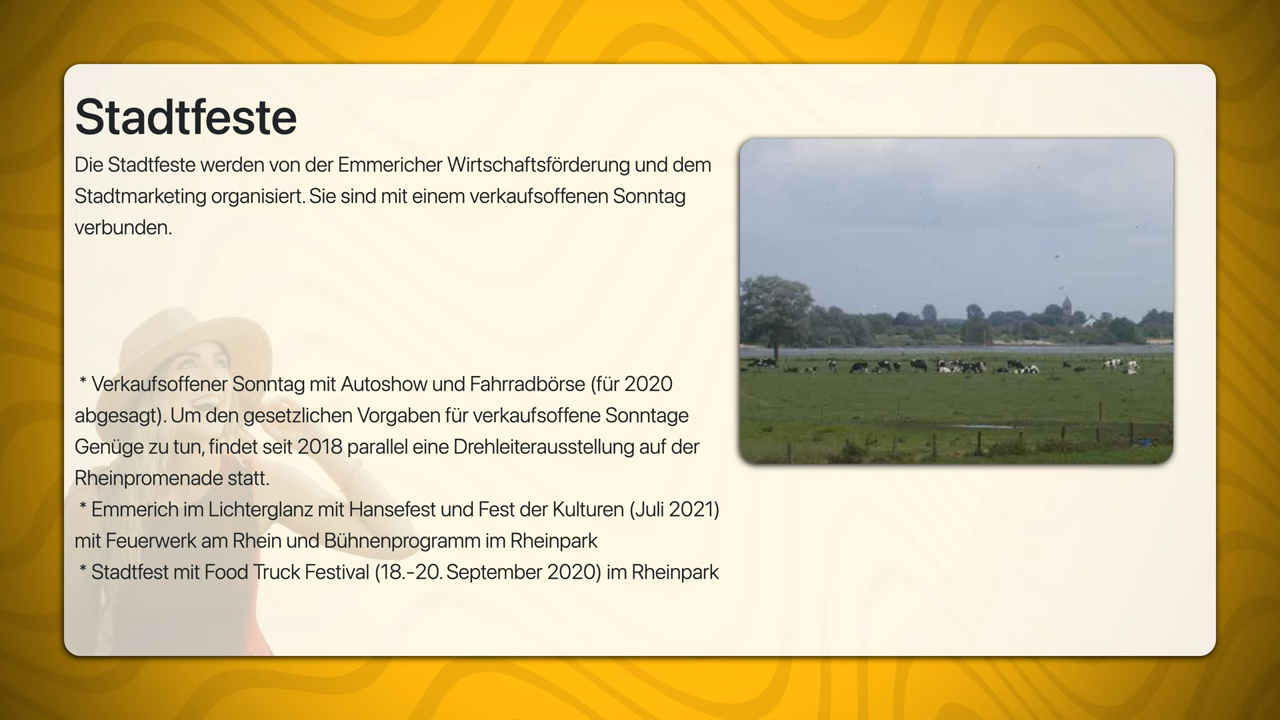 Stadtfeste
Die Stadtfeste werden von der Emmericher Wirtschaftsförderung und dem
Stadtmarketing organisiert. Sie sind mit einem verkaufsoffenen Sonntag
verbunden.
* Verkaufsoffener Sonntag mit Autoshow und Fahrradbörse (für 2020
abgesagt). Um den gesetzlichen Vorgaben für verkaufsoffene Sonntage
Genüge zu tun, findet seit 2018 parallel eine Drehleiterausstellung auf der
Rheinpromenade statt.
* Emmerich im Lichterglanz mit Hansefest und Fest der Kulturen (Juli 2021)
mit Feuerwerk am Rhein und Bühnenprogramm im Rheinpark
* Stadtfest mit Food Truck Festival (18.-20. September 2020) im Rheinpark